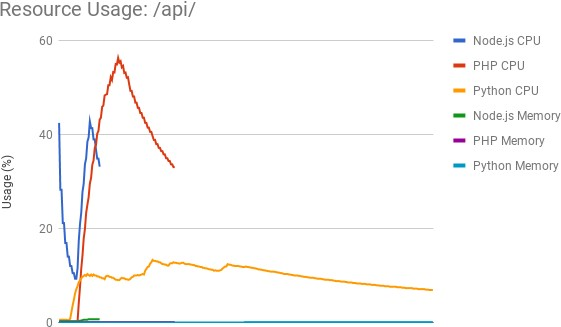 Resource Usage: /api/
60
40
20
0
Usage (%)
Node.js CPU
PHP CPU
Python CPU
Node.js Memory
PHP Memory
Python Memory